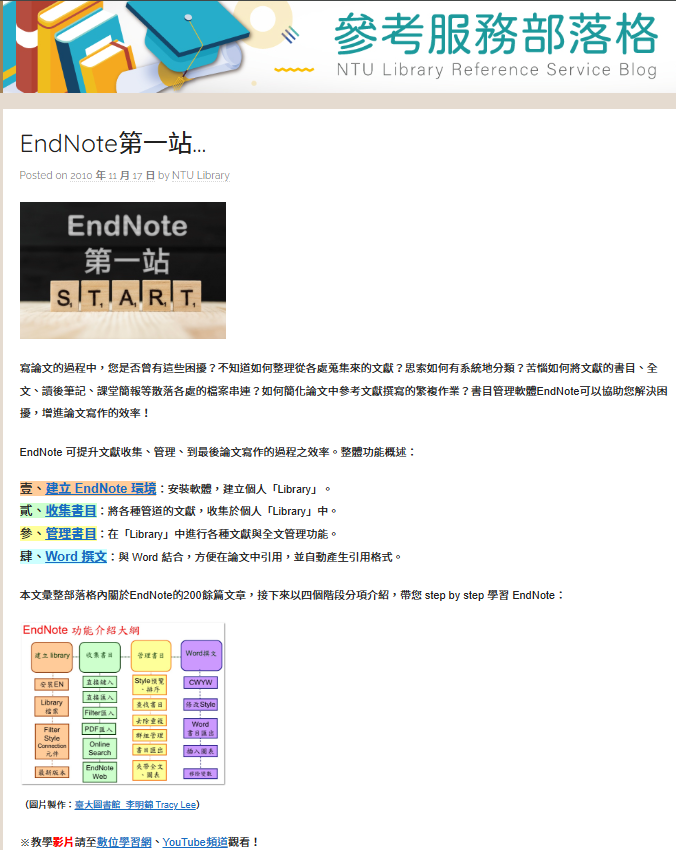 參考服務部落格
NTU Library Reference Service Blog
EndNote第一站...
Posted on 2010 年 11 月 17 日 by NTU Library
EndNote
第一站
START
寫論文的過程中，您是否曾有這些困擾？不知道如何整理從各處蒐集來的文獻？思索如何有系統地分類？苦惱如何將文獻的書目、全
文、讀後筆記、課堂簡報等散落各處的檔案串連？如何簡化論文中參考文獻撰寫的繁複作業？書目管理軟體EndNote可以協助您解決困
擾，增進論文寫作的效率！
EndNote 可提升文獻收集、管理、到最後論文寫作的過程之效率。整體功能概述：
壹、建立 EndNote 環境：安裝軟體，建立個人「Library」。
貳、收集書目：將各種管道的文獻，收集於個人「Library」中。
參、管理書目：在「Library」中進行各種文獻與全文管理功能。
肆、Word 撰文：與 Word 結合，方便在論文中引用，並自動產生引用格式。
本文彙整部落格內關於EndNote的200餘篇文章，接下來以四個階段分項介紹，帶您 step by step 學習 EndNote：
EndNote 功能介紹大綱
建立 library
安裝EN
Library
檔案
Filter
Style
Connection
元件
最新版本
收集書目
直接鍵入
直接匯入
Filter匯入
PDF匯入
Online
Search
EndNote
Web
管理書目
Style預覽
、排序
查找書目
去除重複
群組管理
書目匯出
夾帶全文
、圖表
Word撰文
CWYW
修改Style
Word
書目匯出
插入圖表
移除參數
（圖片製作：臺大圖書館_李明錦 Tracy Lee）
※教學影片請至數位學習網、YouTube頻道觀看！